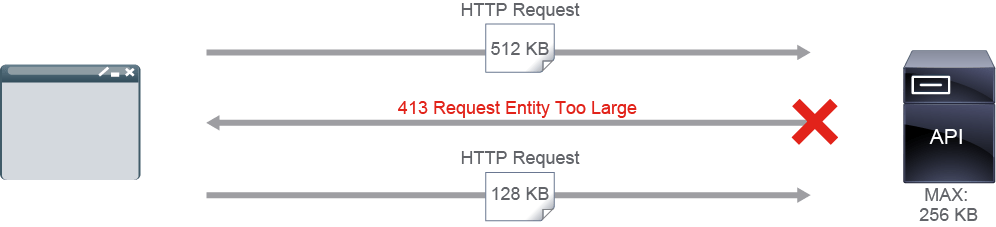 HTTP Request
512 KB
413 Request Entity Too Large
HTTP Request
128 KB
API
MAX:
256 KB